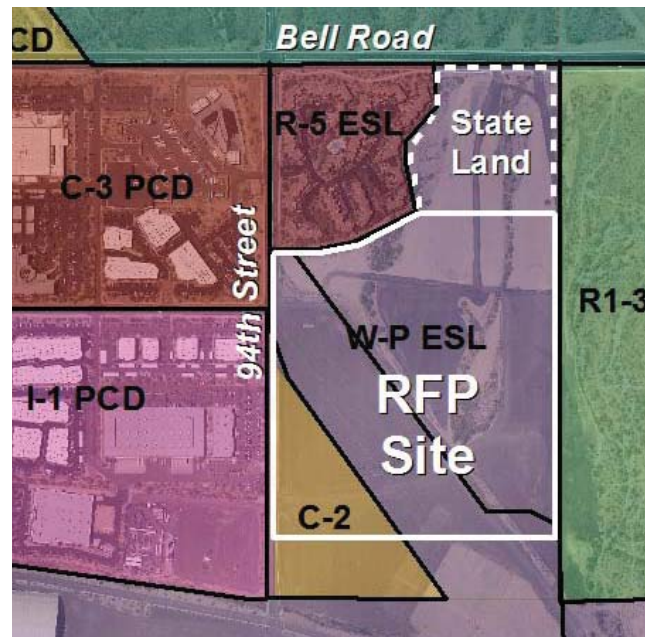 CD
Bell Road
R-5 ESL
State
Land
C-3 PCD
94th Street
R1-3
W-P ESL
I-1 PCD
RFP
Site
C-2